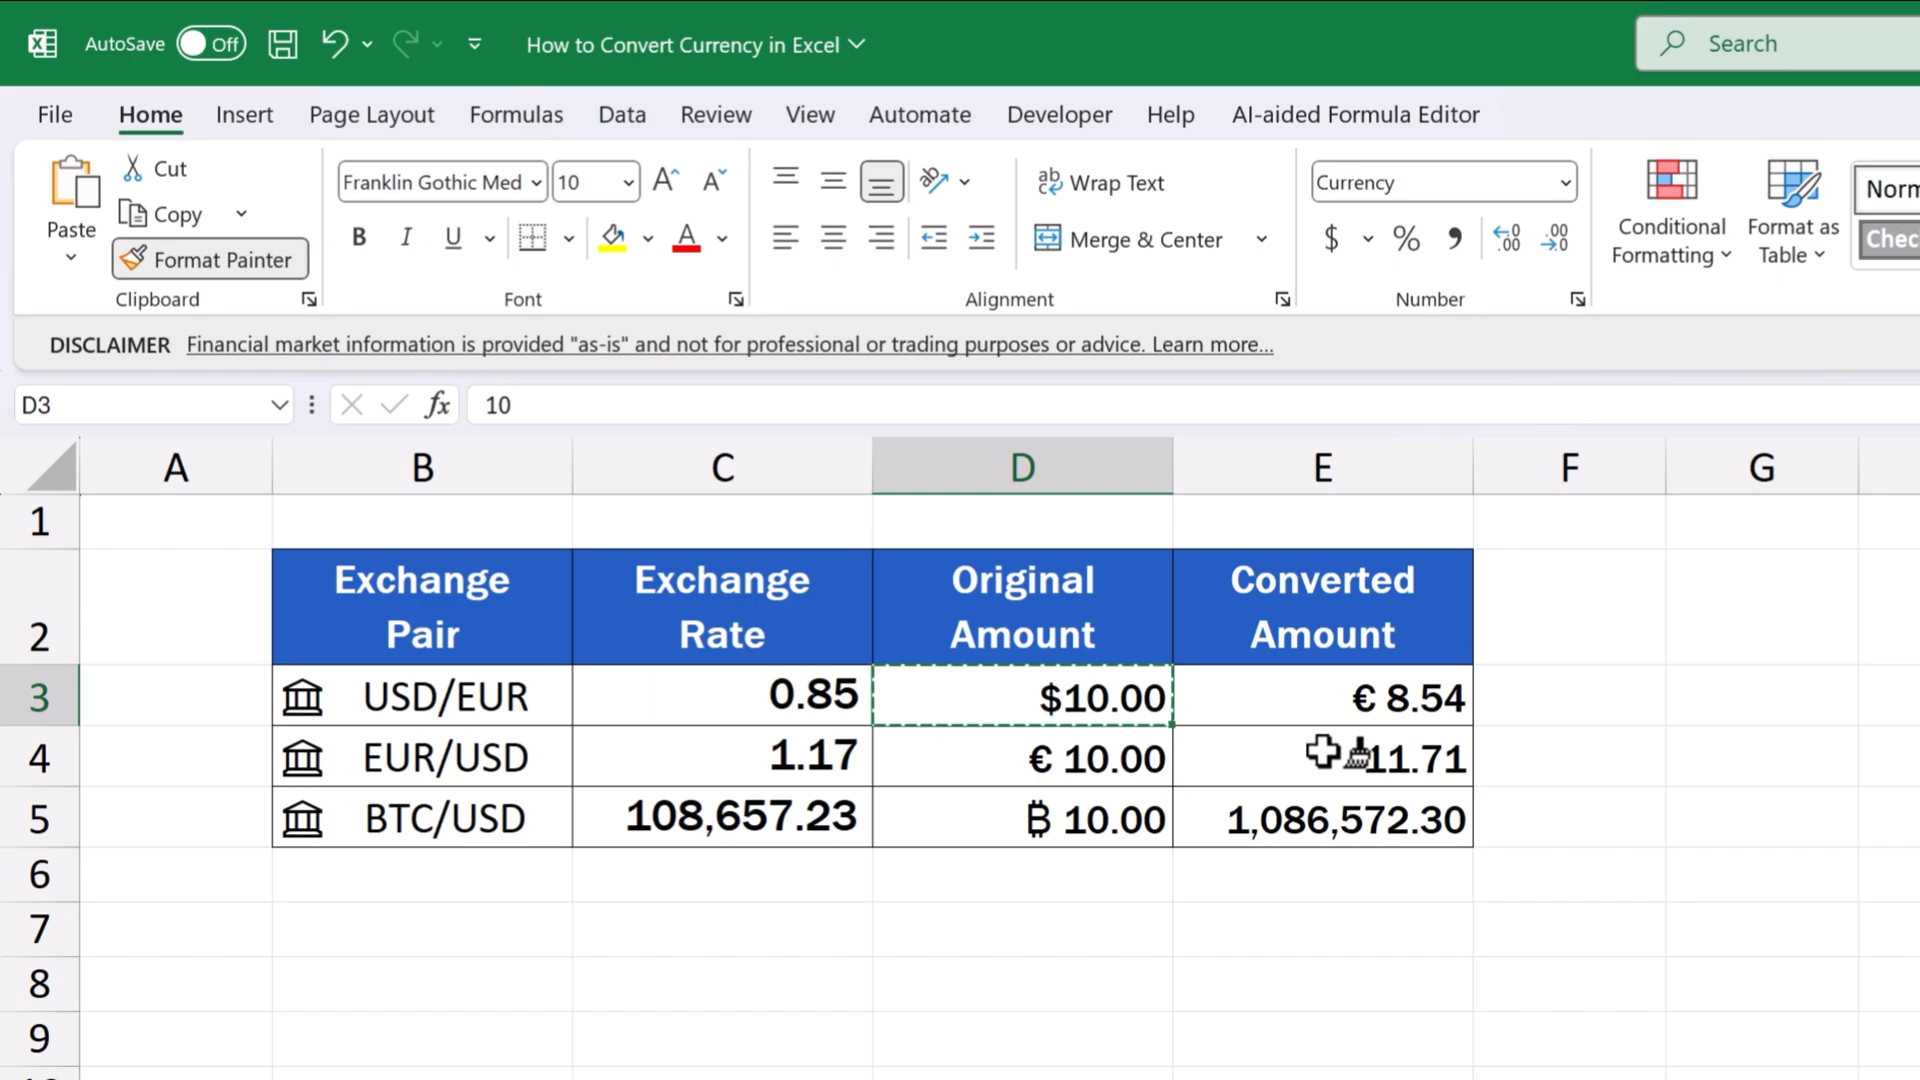 AutoSave Off How to Convert Currency in Excel Search
File Home Insert Page Layout Formulas Data Review View Automate Developer Help AI-aided Formula Editor
Paste
Cut
Copy
Format Painter
Clipboard
Franklin Gothic Med 10
B I U
Font
Wrap Text
Merge & Center
Alignment
Currency
$ % ,
Number
Conditional
Formatting
Format as
Table
Norm
Chec
DISCLAIMER Financial market information is provided "as-is" and not for professional or trading purposes or advice. Learn more...
D3 fx 10
A B C D E F G
1
2 Exchange Pair Exchange Rate Original Amount Converted Amount
3 USD/EUR 0.85 $10.00 € 8.54
4 EUR/USD 1.17 € 10.00 11.71
5 BTC/USD 108,657.23 ₿ 10.00 1,086,572.30
6
7
8
9